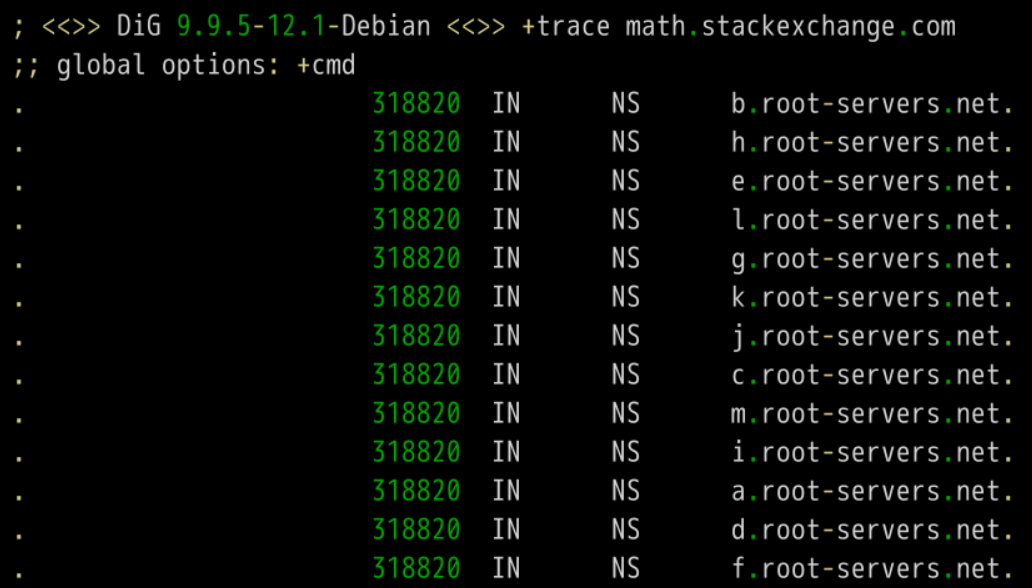 ; <<>> DiG 9.9.5-12.1-Debian <<>> +trace math.stackexchange.com
;; global options: +cmd
. 318820 IN NS b.root-servers.net.
. 318820 IN NS h.root-servers.net.
. 318820 IN NS e.root-servers.net.
. 318820 IN NS l.root-servers.net.
. 318820 IN NS g.root-servers.net.
. 318820 IN NS k.root-servers.net.
. 318820 IN NS j.root-servers.net.
. 318820 IN NS c.root-servers.net.
. 318820 IN NS m.root-servers.net.
. 318820 IN NS i.root-servers.net.
. 318820 IN NS a.root-servers.net.
. 318820 IN NS d.root-servers.net.
. 318820 IN NS f.root-servers.net.